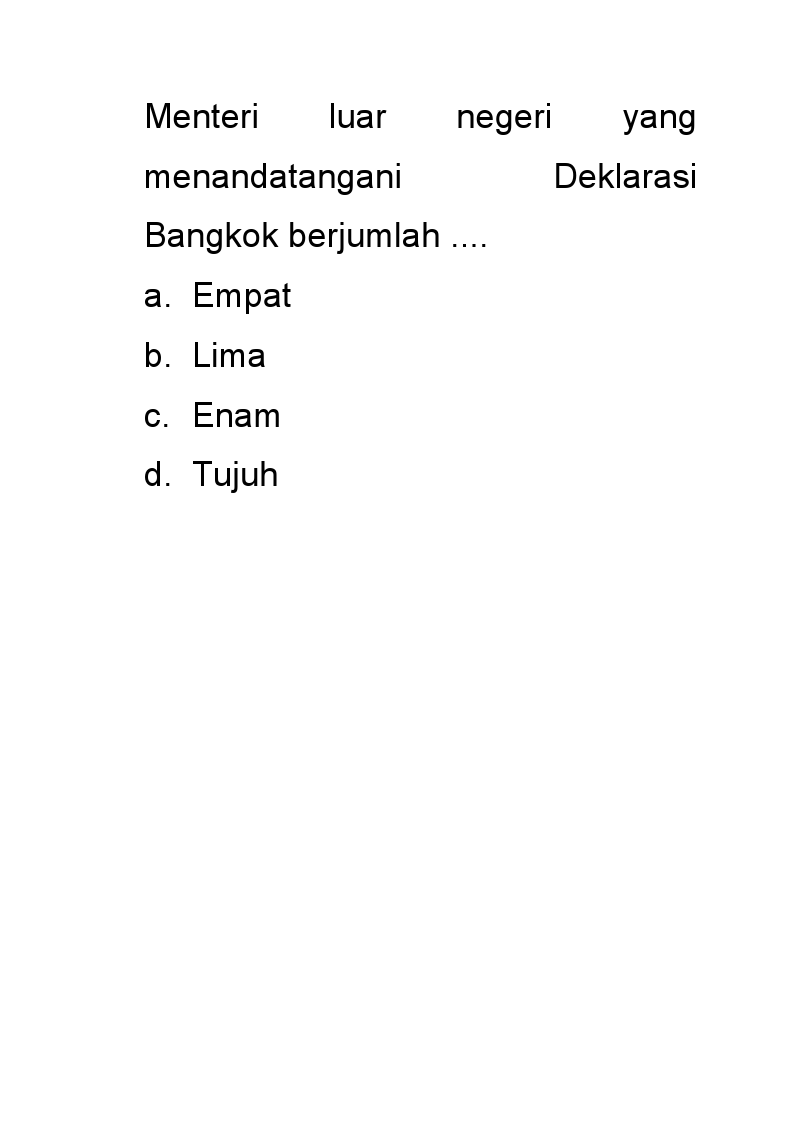 Menteri luar negeri yang
menandatangani Deklarasi
Bangkok berjumlah ....
a. Empat
b. Lima
c. Enam
d. Tujuh